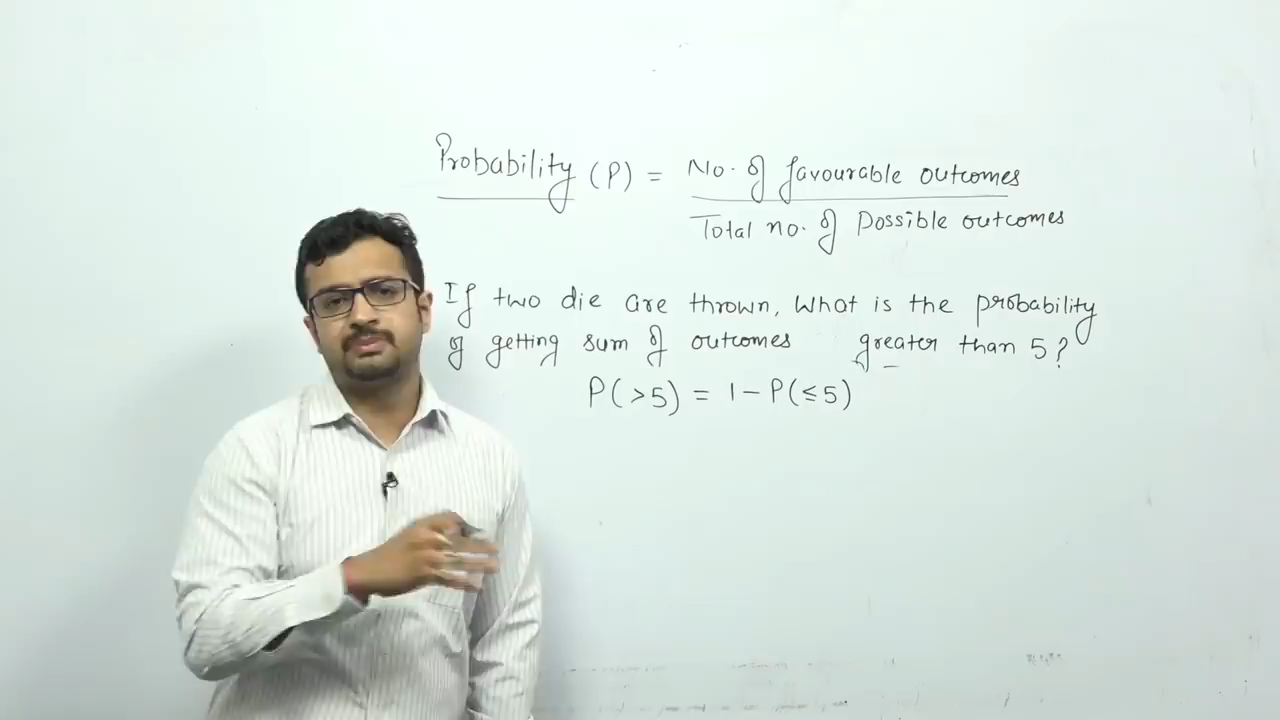 Probability (P) = No. of favourable outcomes
Total no. of Possible outcomes
If two die are thrown, What is the probability
of getting sum of outcomes greater than 5?
P(>5) = 1-P(≤5)